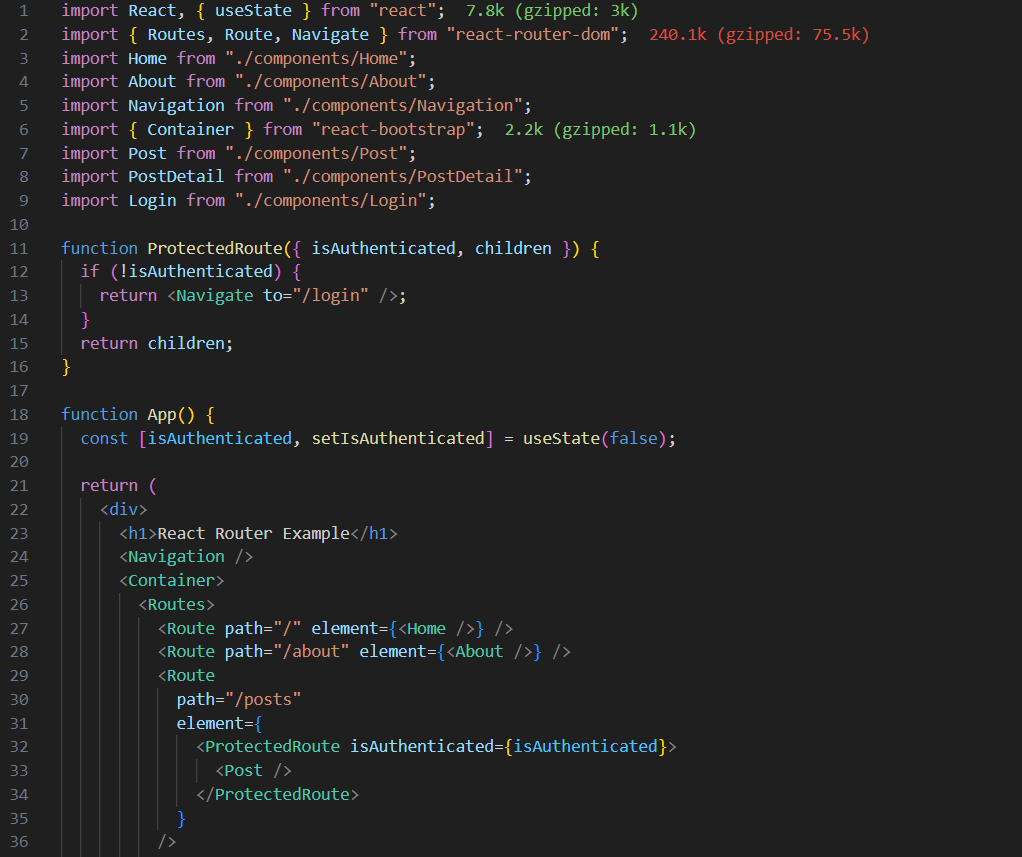 1 import React, { useState } from "react"; 7.8k (gzipped: 3k)
2 import { Routes, Route, Navigate } from "react-router-dom"; 240.1k (gzipped: 75.5k)
3 import Home from "./components/Home";
4 import About from "./components/About";
5 import Navigation from "./components/Navigation";
6 import { Container } from "react-bootstrap"; 2.2k (gzipped: 1.1k)
7 import Post from "./components/Post";
8 import PostDetail from "./components/PostDetail";
9 import Login from "./components/Login";
10
11 function ProtectedRoute({ isAuthenticated, children }) {
12   if (!isAuthenticated) {
13     return <Navigate to="/login" />;
14   }
15   return children;
16 }
17
18 function App() {
19   const [isAuthenticated, setIsAuthenticated] = useState(false);
20
21   return (
22     <div>
23       <h1>React Router Example</h1>
24       <Navigation />
25       <Container>
26         <Routes>
27           <Route path="/" element={<Home />} />
28           <Route path="/about" element={<About />} />
29           <Route
30             path="/posts"
31             element={
32               <ProtectedRoute isAuthenticated={isAuthenticated}>
33                 <Post />
34               </ProtectedRoute>
35             }
36           />